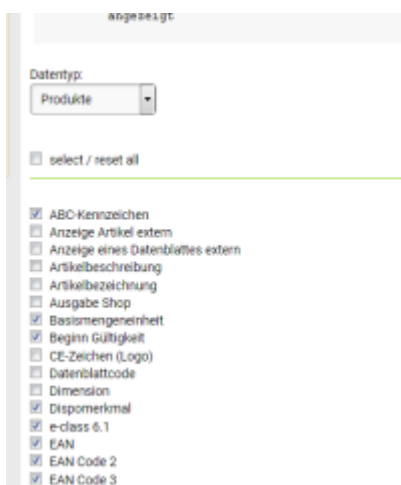 angezeigt
Datentyp:
Produkte
select / reset all
ABC-Kennzeichen
Anzeige Artikel extern
Anzeige eines Datenblattes extern
Artikelbeschreibung
Artikelbezeichnung
Ausgabe Shop
Basismengeneinheit
Beginn Gültigkeit
CE-Zeichen (Logo)
Datenblattcode
Dimension
Dispomerkmal
e-class 6.1
EAN
EAN Code 2
EAN Code 3